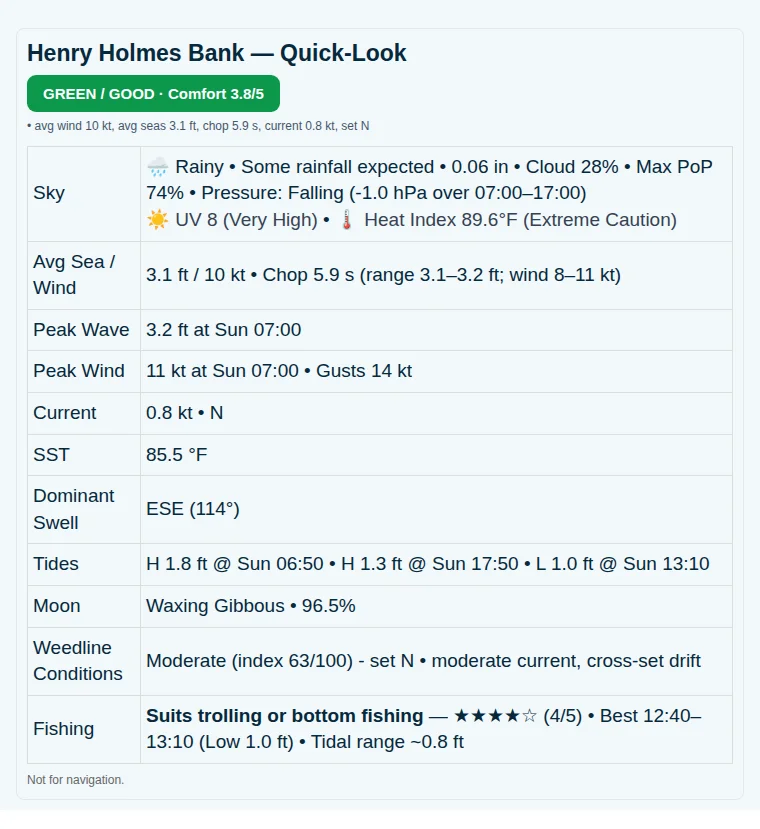 Henry Holmes Bank — Quick-Look
GREEN / GOOD · Comfort 3.8/5
• avg wind 10 kt, avg seas 3.1 ft, chop 5.9 s, current 0.8 kt, set N
Sky
🌧️ Rainy • Some rainfall expected • 0.06 in • Cloud 28% • Max PoP
74% • Pressure: Falling (-1.0 hPa over 07:00–17:00)
☀️ UV 8 (Very High) • 🌡️ Heat Index 89.6°F (Extreme Caution)
Avg Sea /
Wind
3.1 ft / 10 kt • Chop 5.9 s (range 3.1–3.2 ft; wind 8–11 kt)
Peak Wave
3.2 ft at Sun 07:00
Peak Wind
11 kt at Sun 07:00 • Gusts 14 kt
Current
0.8 kt • N
SST
85.5 °F
Dominant
Swell
ESE (114°)
Tides
H 1.8 ft @ Sun 06:50 • H 1.3 ft @ Sun 17:50 • L 1.0 ft @ Sun 13:10
Moon
Waxing Gibbous • 96.5%
Weedline
Conditions
Moderate (index 63/100) - set N • moderate current, cross-set drift
Fishing
Suits trolling or bottom fishing — ★★★★☆ (4/5) • Best 12:40–
13:10 (Low 1.0 ft) • Tidal range ~0.8 ft
Not for navigation.